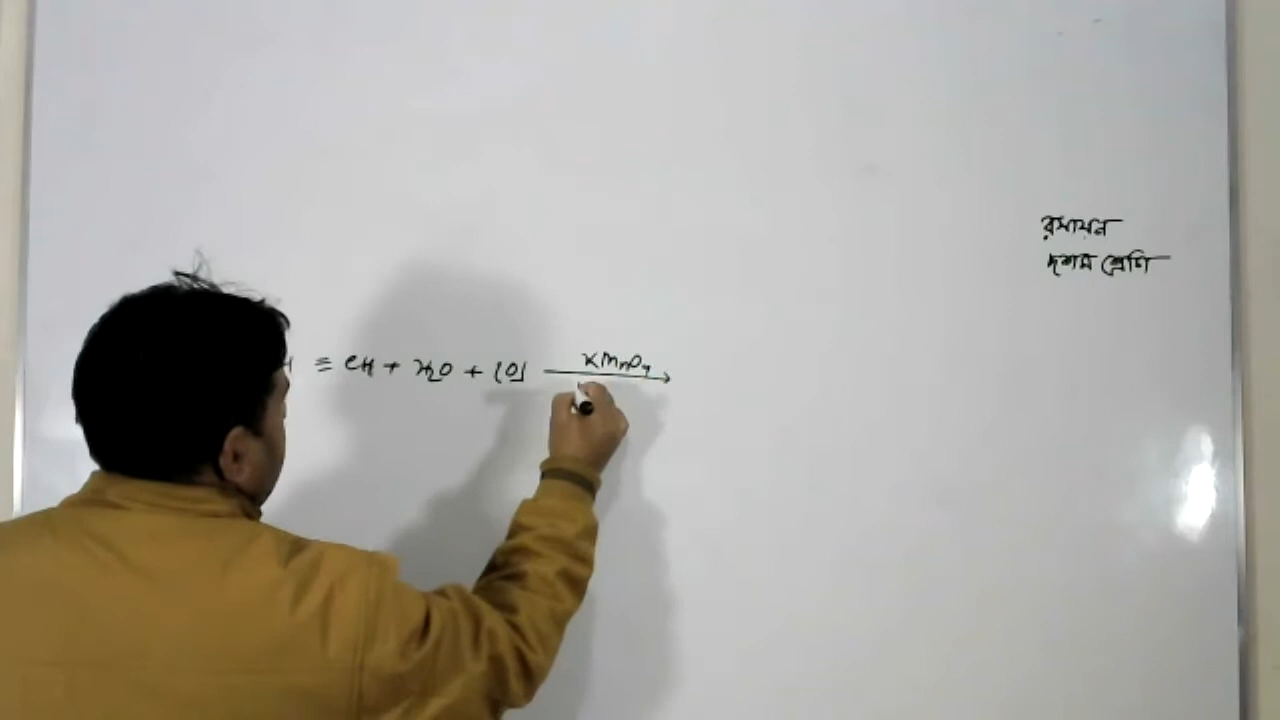 রসায়ন
দশম শ্রেণি
H ≡ CH + H2O + [O] KMnO4 →